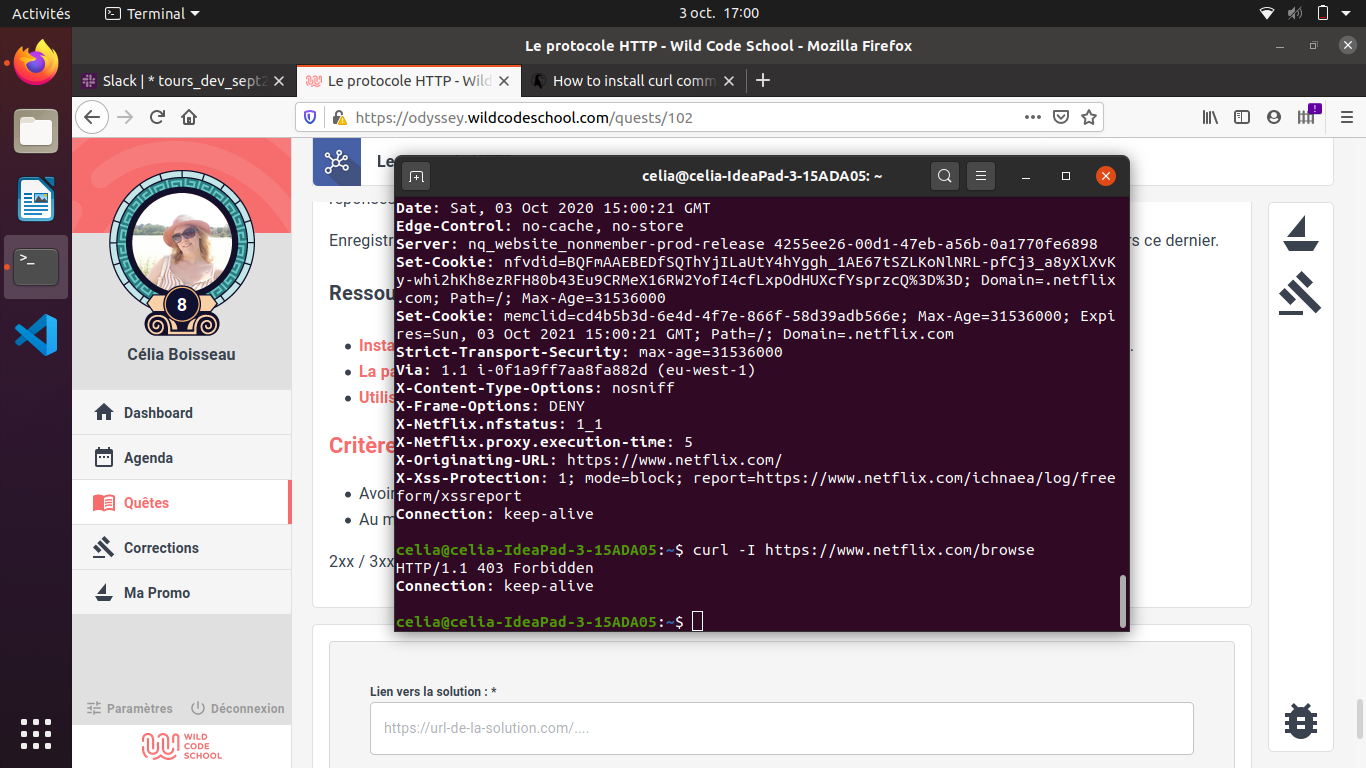 Activités
Terminal
3 oct. 17:00
Le protocole HTTP - Wild Code School - Mozilla Firefox
Slack | * tours_dev_sept2
Le protocole HTTP - Wild
How to install curl comm
https://odyssey.wildcodeschool.com/quests/102
Le
celia@celia-IdeaPad-3-15ADA05: ~
Enregistr
rs ce dernier.
Ressou
Insta
La pa
Utilis
Critère
Avoir
Au m
2xx / 3xx
Date: Sat, 03 Oct 2020 15:00:21 GMT
Edge-Control: no-cache, no-store
Server: nq_website_nonmember-prod-release 4255ee26-00d1-47eb-a56b-0a1770fe6898
Set-Cookie: nfvdid=BQFmAAEBEDfSQThYjILaUtY4hYggh_1AE67tSZLKoNlNRL-pfCj3_a8yXlXvK
y-whi2hKh8ezRFH80b43Eu9CRMeX16RW2YofI4cfLxpOdHUXcfYsprzcQ%3D%3D; Domain=.netflix
.com; Path=/; Max-Age=31536000
Set-Cookie: memclid=cd4b5b3d-6e4d-4f7e-866f-58d39adb566e; Max-Age=31536000; Expi
res=Sun, 03 Oct 2021 15:00:21 GMT; Path=/; Domain=.netflix.com
Strict-Transport-Security: max-age=31536000
Via: 1.1 i-0f1a9ff7aa8fa882d (eu-west-1)
X-Content-Type-Options: nosniff
X-Frame-Options: DENY
X-Netflix.nfstatus: 1_1
X-Netflix.proxy.execution-time: 5
X-Originating-URL: https://www.netflix.com/
X-Xss-Protection: 1; mode=block; report=https://www.netflix.com/ichnaea/log/free
form/xssreport
Connection: keep-alive
celia@celia-IdeaPad-3-15ADA05:~$ curl -I https://www.netflix.com/browse
HTTP/1.1 403 Forbidden
Connection: keep-alive
celia@celia-IdeaPad-3-15ADA05:~$
8
Célia Boisseau
Dashboard
Agenda
Quêtes
Corrections
Ma Promo
Paramètres
Déconnexion
WILD
CODE
SCHOOL
Lien vers la solution : *
https://url-de-la-solution.com/....